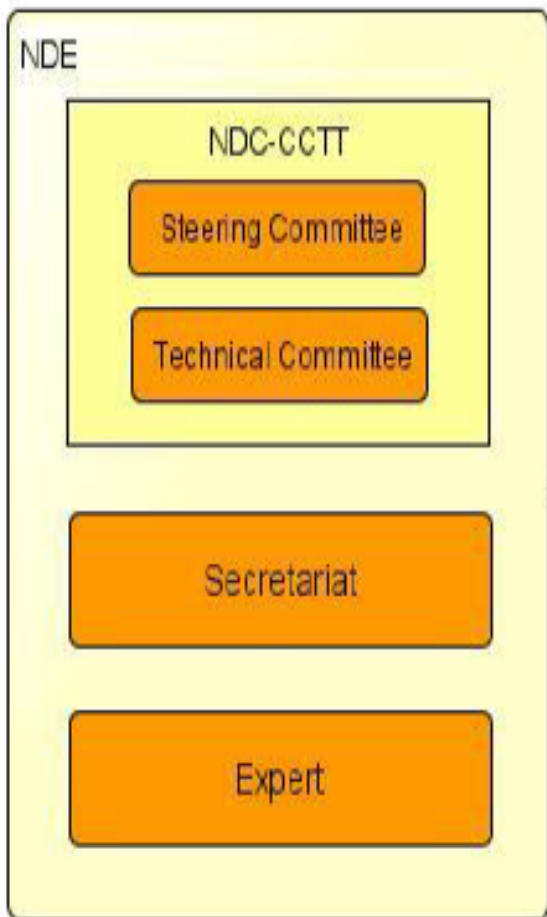 NDE
NDC-CCTT
Steering Committee
Technical Committee
Secretariat
Expert